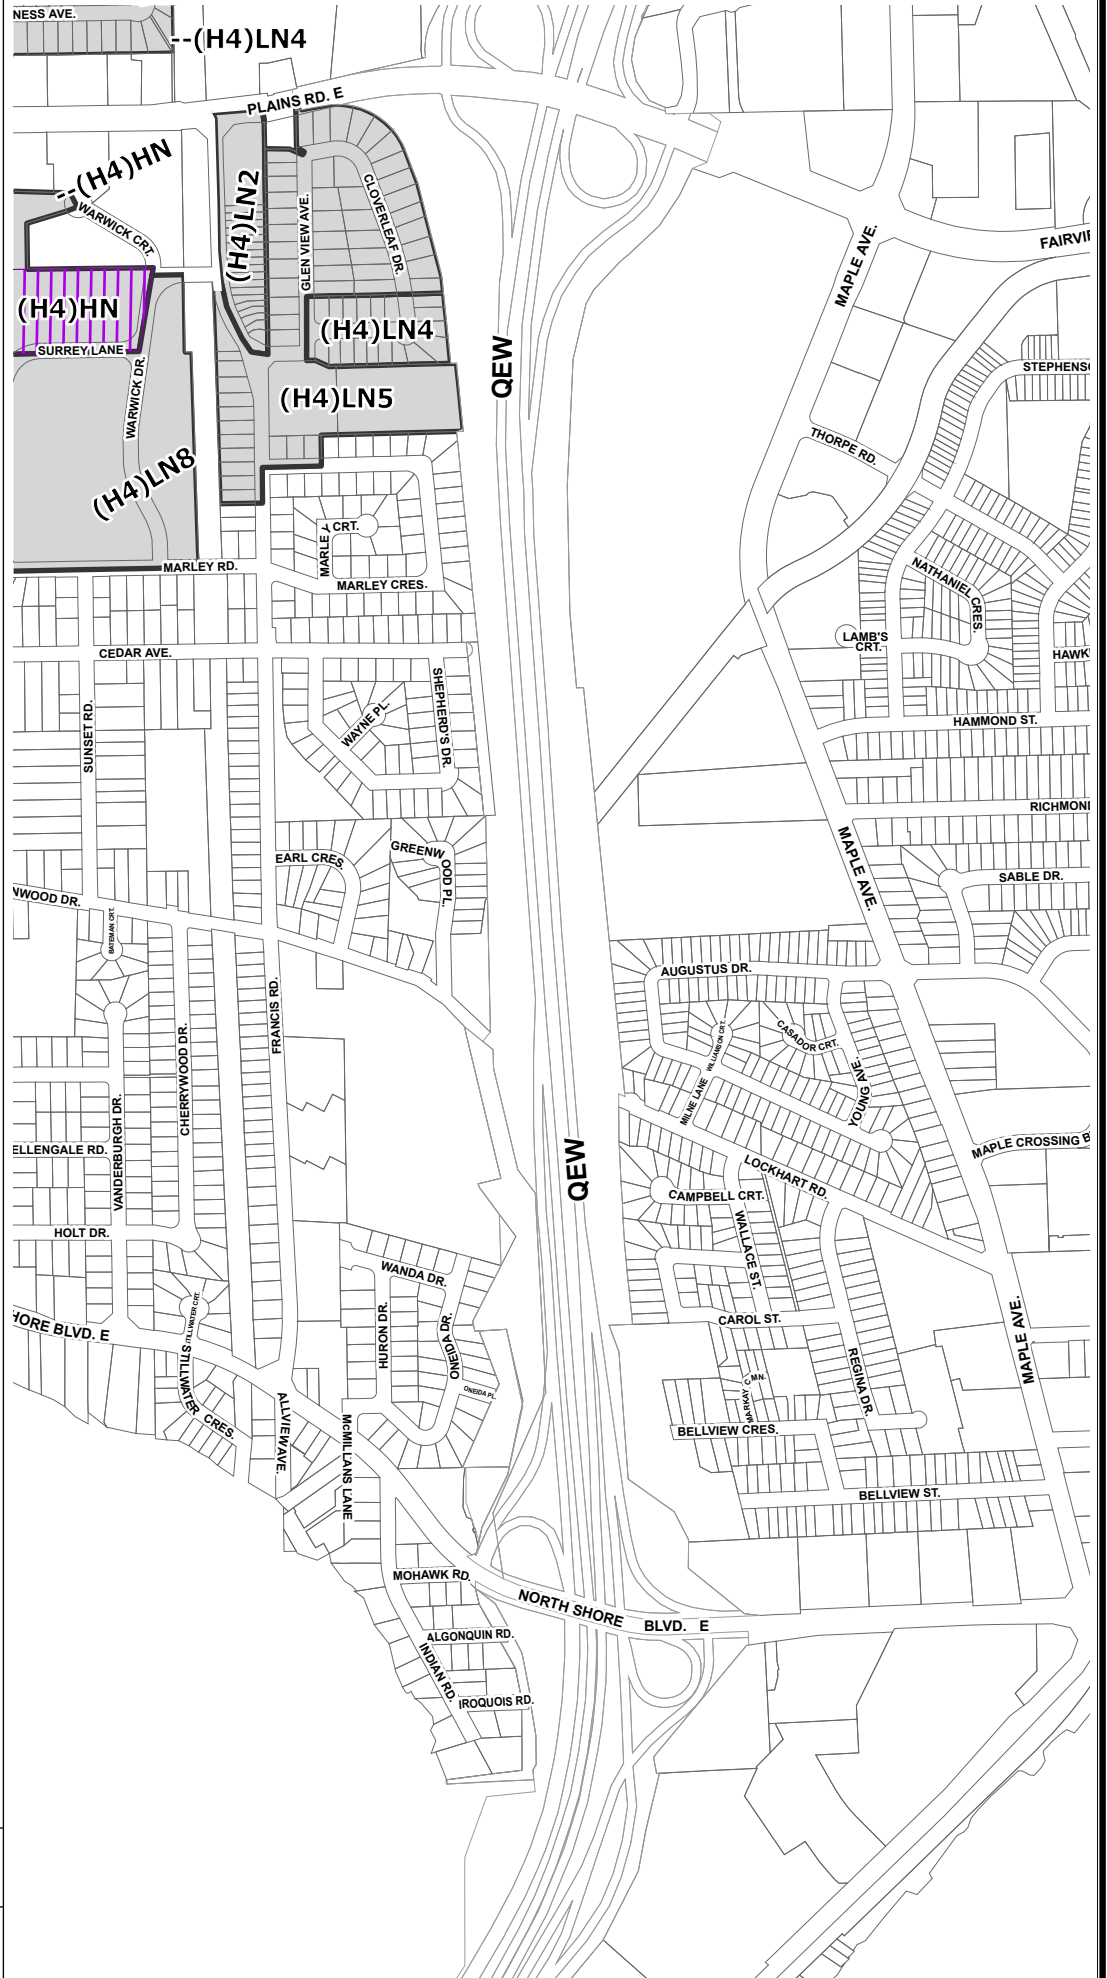 NESS AVE.
--(H4)LN4
PLAINS RD. E
--(H4)HN
WARWICK CRT.
(H4)LN2
GLEN VIEW AVE.
CLOVERLEAF DR.
MAPLE AVE.
FAIRVIE
(H4)HN
(H4)LN4
SURREY LANE
QEW
STEPHENS
WARWICK DR.
(H4)LN5
THORPE RD.
(H4)LN8
MARLEY CRT.
MARLEY RD.
MARLEY CRES.
NATHANIEL CRES.
LAMB'S
CRT.
CEDAR AVE.
HAWK
SUNSET RD.
WAYNE PL.
SHEPHERD'S DR.
HAMMOND ST.
RICHMON
EARL CRES.
GREENWOOD PL.
MAPLE AVE.
SABLE DR.
NWOOD DR.
BATEMAN CRT.
AUGUSTUS DR.
FRANCIS RD.
CHERRYWOOD DR.
WILLIAMSON CRT.
CASADOR CRT.
VANDERBURGH DR.
MILNE LANE
YOUNG AVE.
ELLENGALE RD.
MAPLE CROSSING B
QEW
LOCKHART RD.
CAMPBELL CRT.
HOLT DR.
WALLACE ST.
WANDA DR.
STILLWATER CRT.
HORE BLVD. E
HURON DR.
ONEIDA DR.
CAROL ST.
MAPLE AVE.
STILLWATER CRES.
ONEIDA PL.
MARKAY CMN.
REGINA DR.
ALLVIEW AVE.
McMILLANS LANE
BELLVIEW CRES.
BELLVIEW ST.
MOHAWK RD.
NORTH SHORE BLVD. E
ALGONQUIN RD.
INDIAN RD.
IROQUOIS RD.